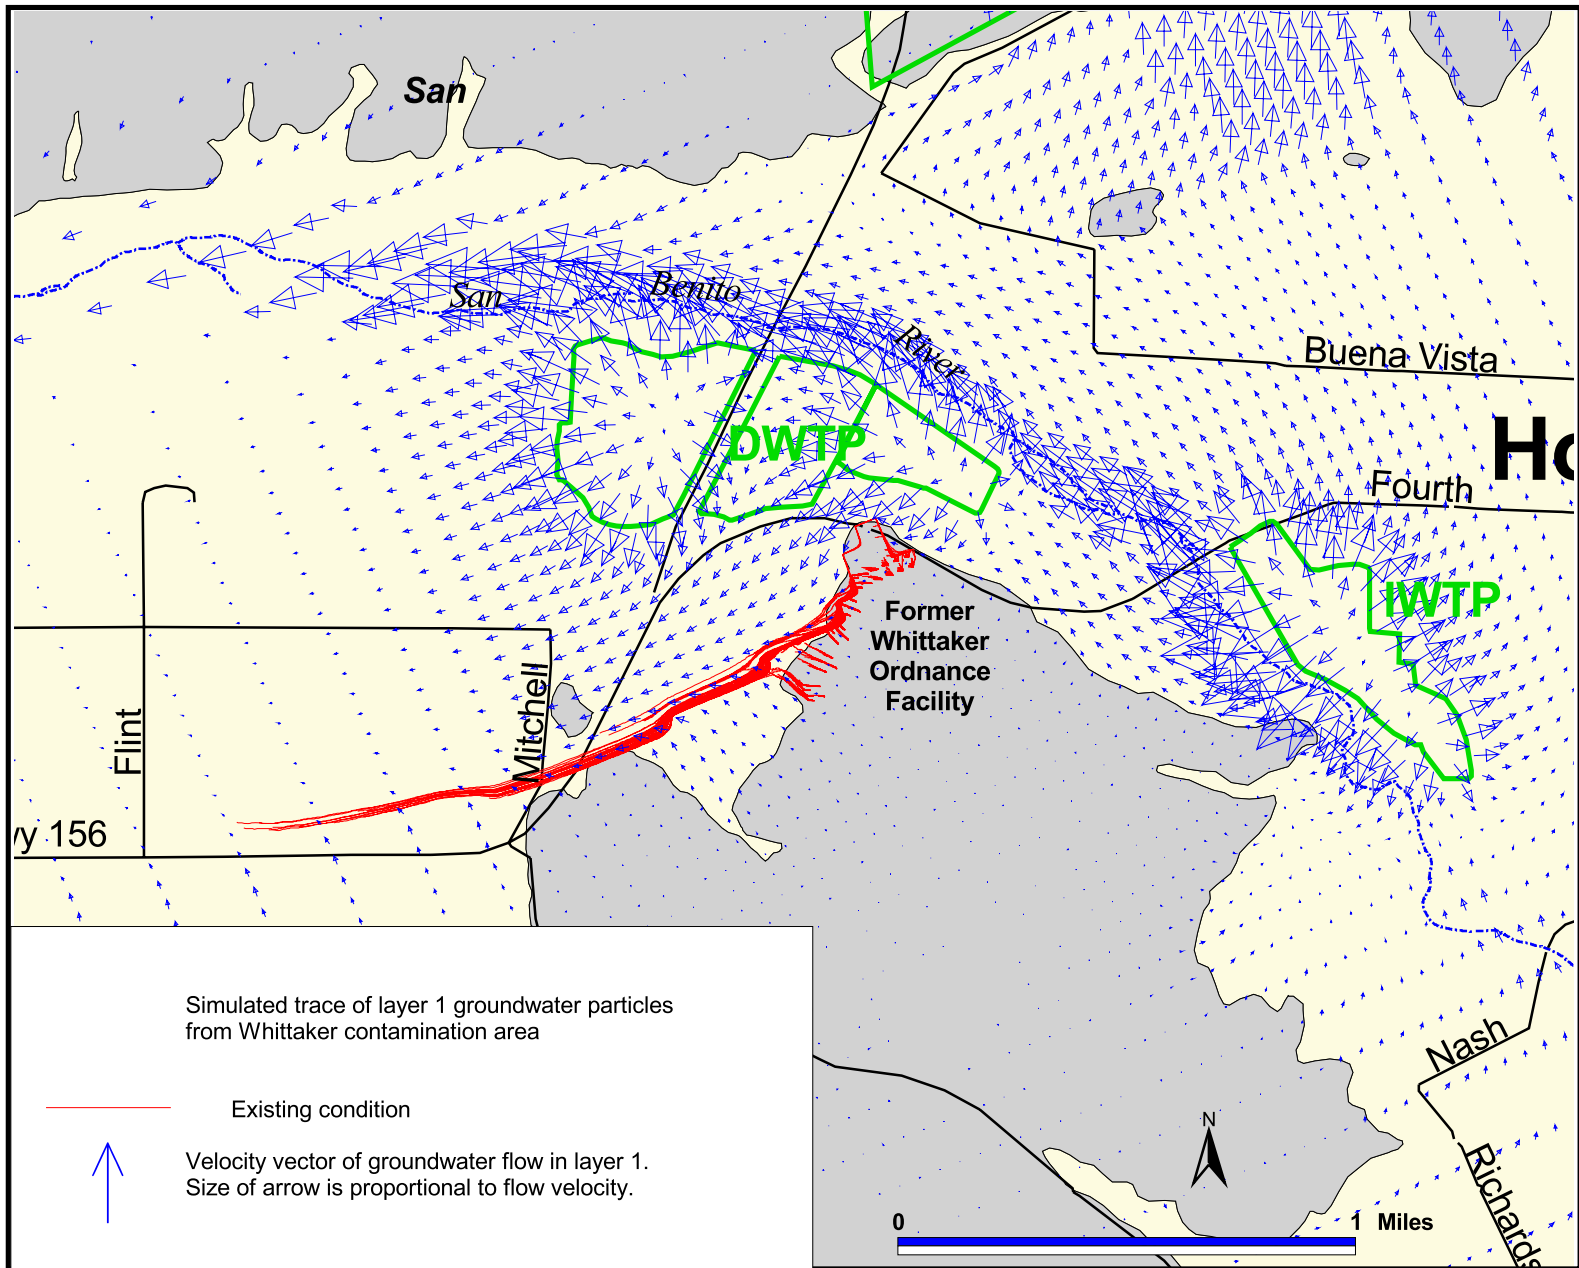 San
San
Benito
River
Buena Vista
Ho
DWTP
Fourth
IWTP
Former
Whittaker
Ordnance
Facility
Mitchell
Flint
y 156
Simulated trace of layer 1 groundwater particles
from Whittaker contamination area
Existing condition
Velocity vector of groundwater flow in layer 1.
Size of arrow is proportional to flow velocity.
Nash
N
Richards
0 1 Miles